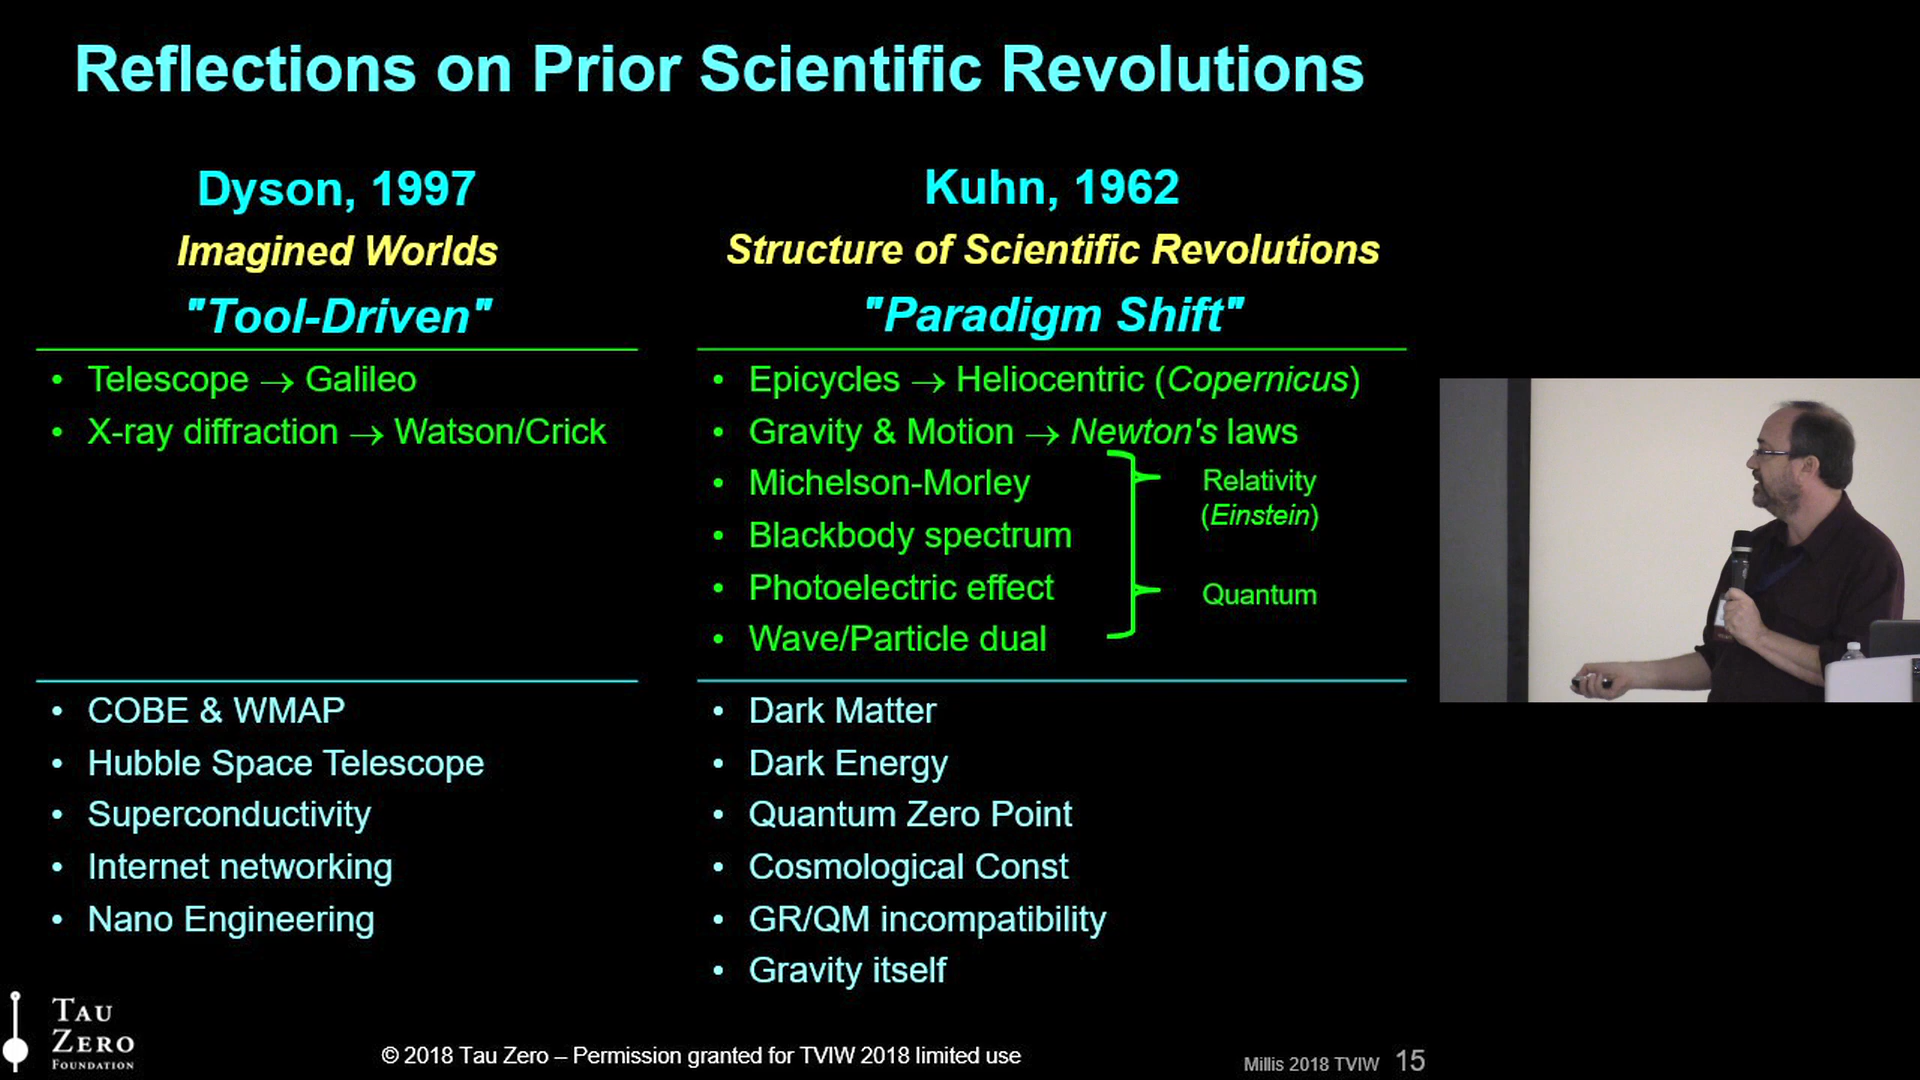 Reflections on Prior Scientific Revolutions
Dyson, 1997
Imagined Worlds
"Tool-Driven"
• Telescope → Galileo
• X-ray diffraction → Watson/Crick
• COBE & WMAP
• Hubble Space Telescope
• Superconductivity
• Internet networking
• Nano Engineering
Kuhn, 1962
Structure of Scientific Revolutions
"Paradigm Shift"
• Epicycles → Heliocentric (Copernicus)
• Gravity & Motion → Newton's laws
• Michelson-Morley
• Blackbody spectrum
• Photoelectric effect
• Wave/Particle dual
Relativity
(Einstein)
Quantum
• Dark Matter
• Dark Energy
• Quantum Zero Point
• Cosmological Const
• GR/QM incompatibility
• Gravity itself
TAU
ZERO
FOUNDATION
© 2018 Tau Zero – Permission granted for TVIW 2018 limited use
Millis 2018 TVIW 15